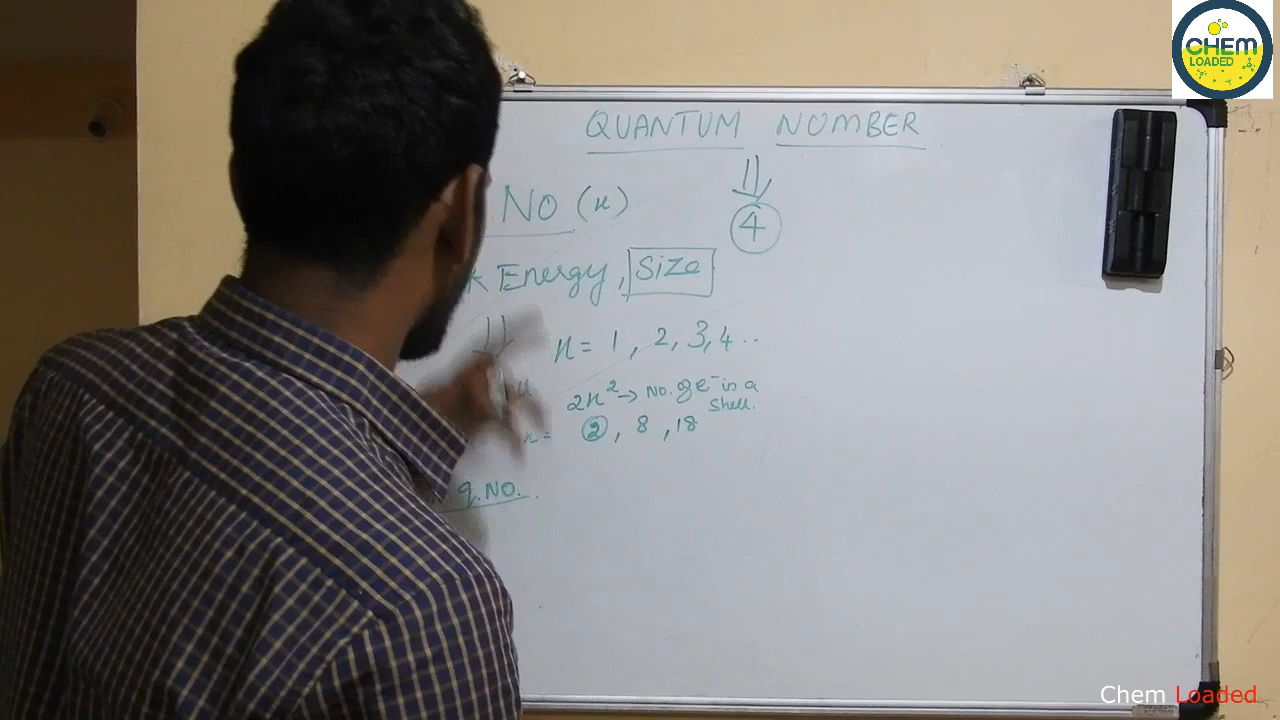 CHEM
LOADED
QUANTUM NUMBER
4
No (n)
Energy, Size
n = 1, 2, 3, 4 ..
2n² → No. of e⁻ in a
shell.
n = 2, 8, 18
q. No.
Chem Loaded